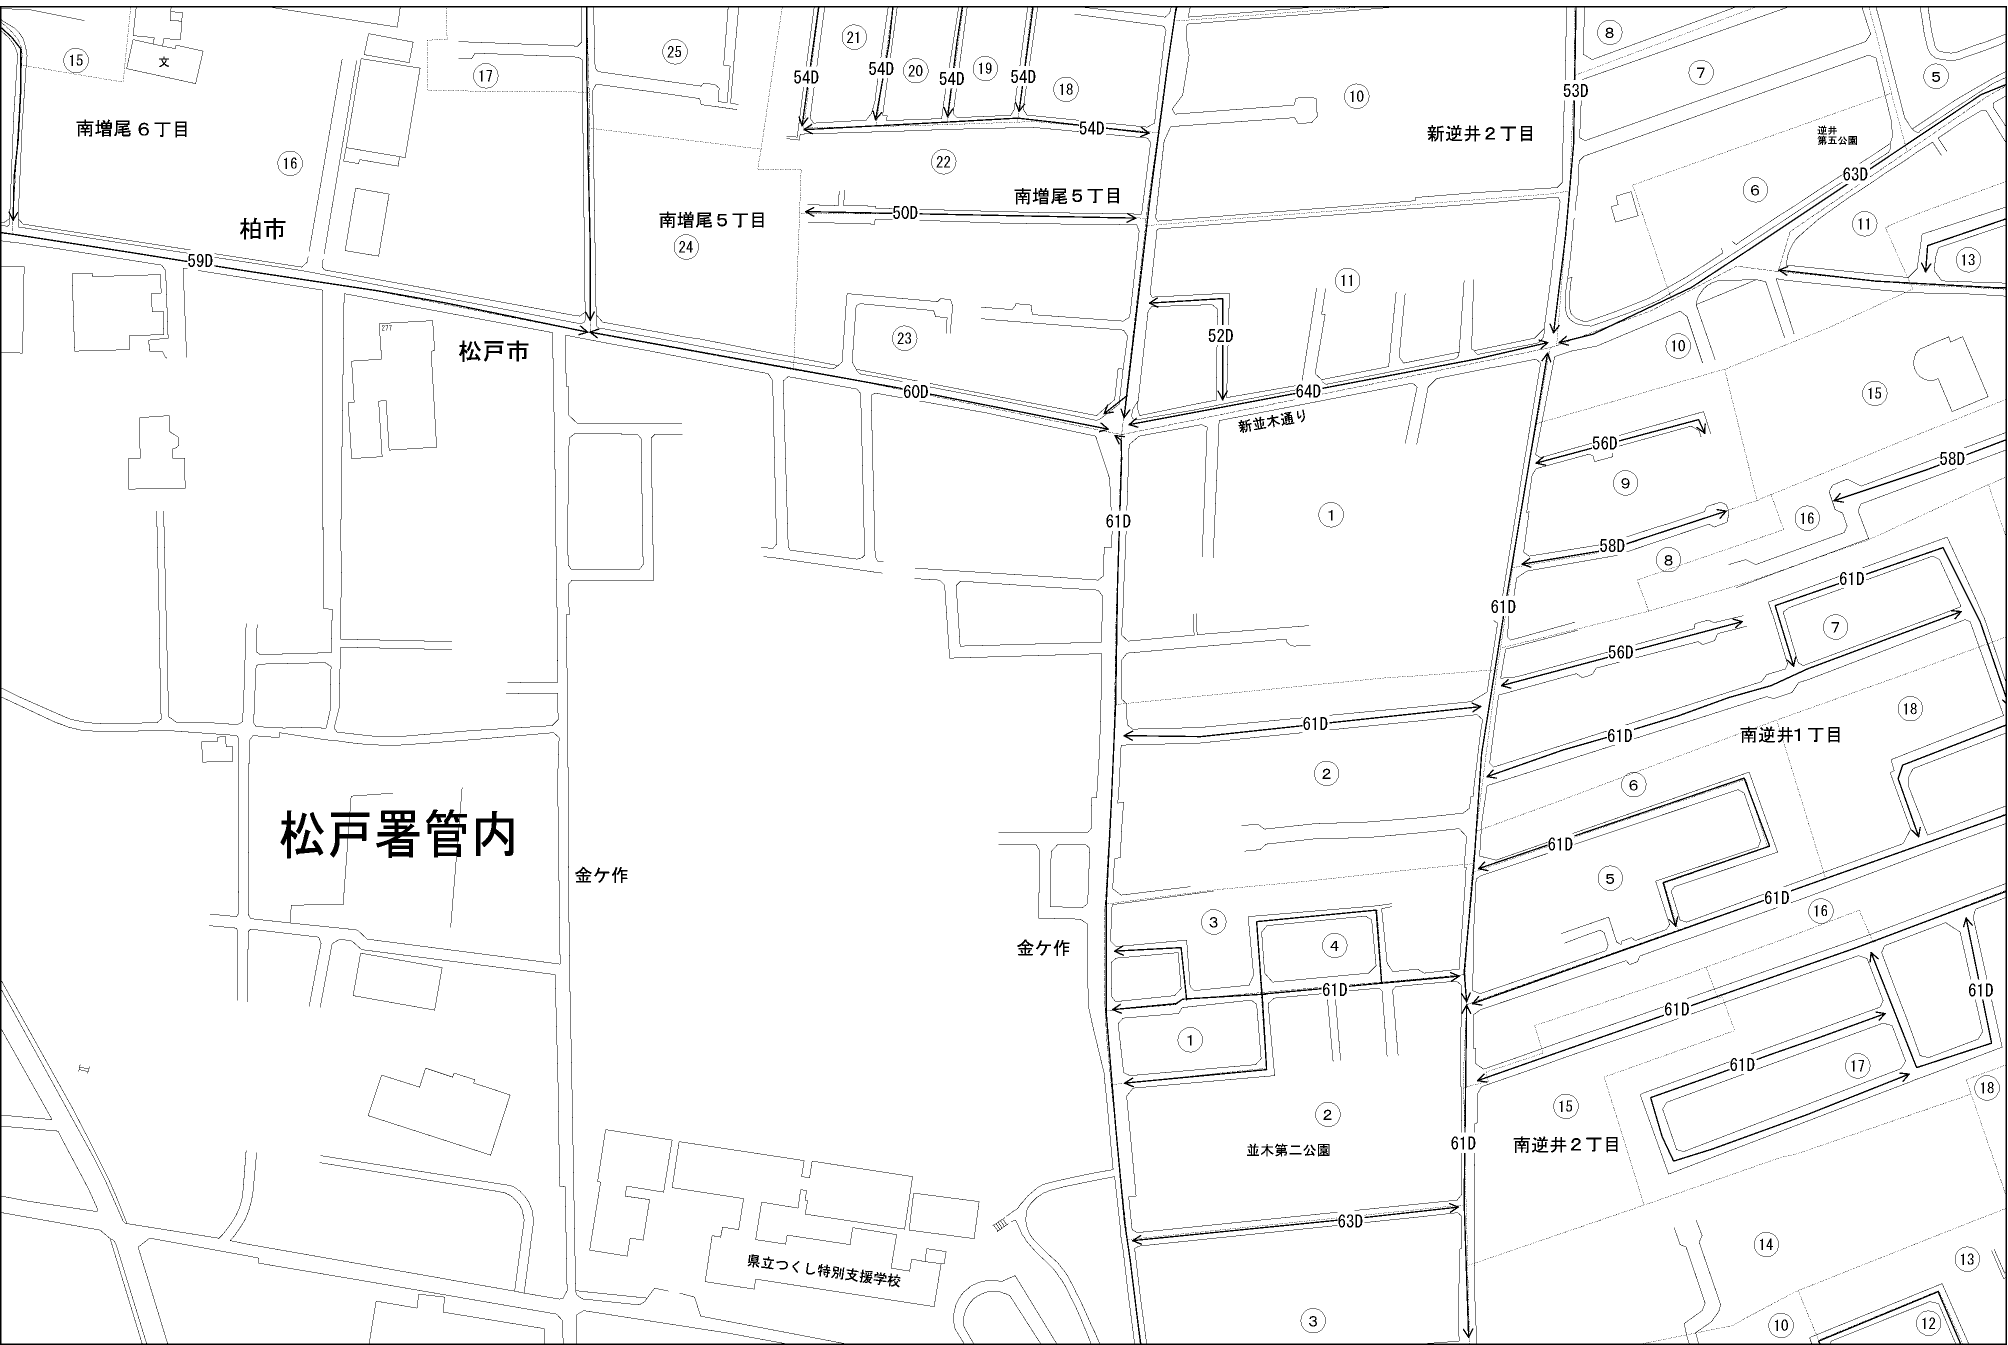 15
文
17
25
21
20
19
18
54D
54D
54D
54D
54D
10
53D
8
7
5
南増尾６丁目
16
22
新逆井２丁目
逆井
第五公園
63D
6
柏市
南増尾５丁目
24
南増尾５丁目
50D
11
11
13
59D
277
松戸市
23
52D
60D
64D
新並木通り
10
15
56D
58D
9
16
61D
1
58D
8
61D
61D
7
56D
61D
61D
18
南逆井１丁目
2
6
松戸署管内
金ケ作
61D
5
61D
16
3
4
金ケ作
61D
61D
61D
1
61D
17
18
15
2
61D
南逆井２丁目
並木第二公園
63D
14
13
県立つくし特別支援学校
3
10
12